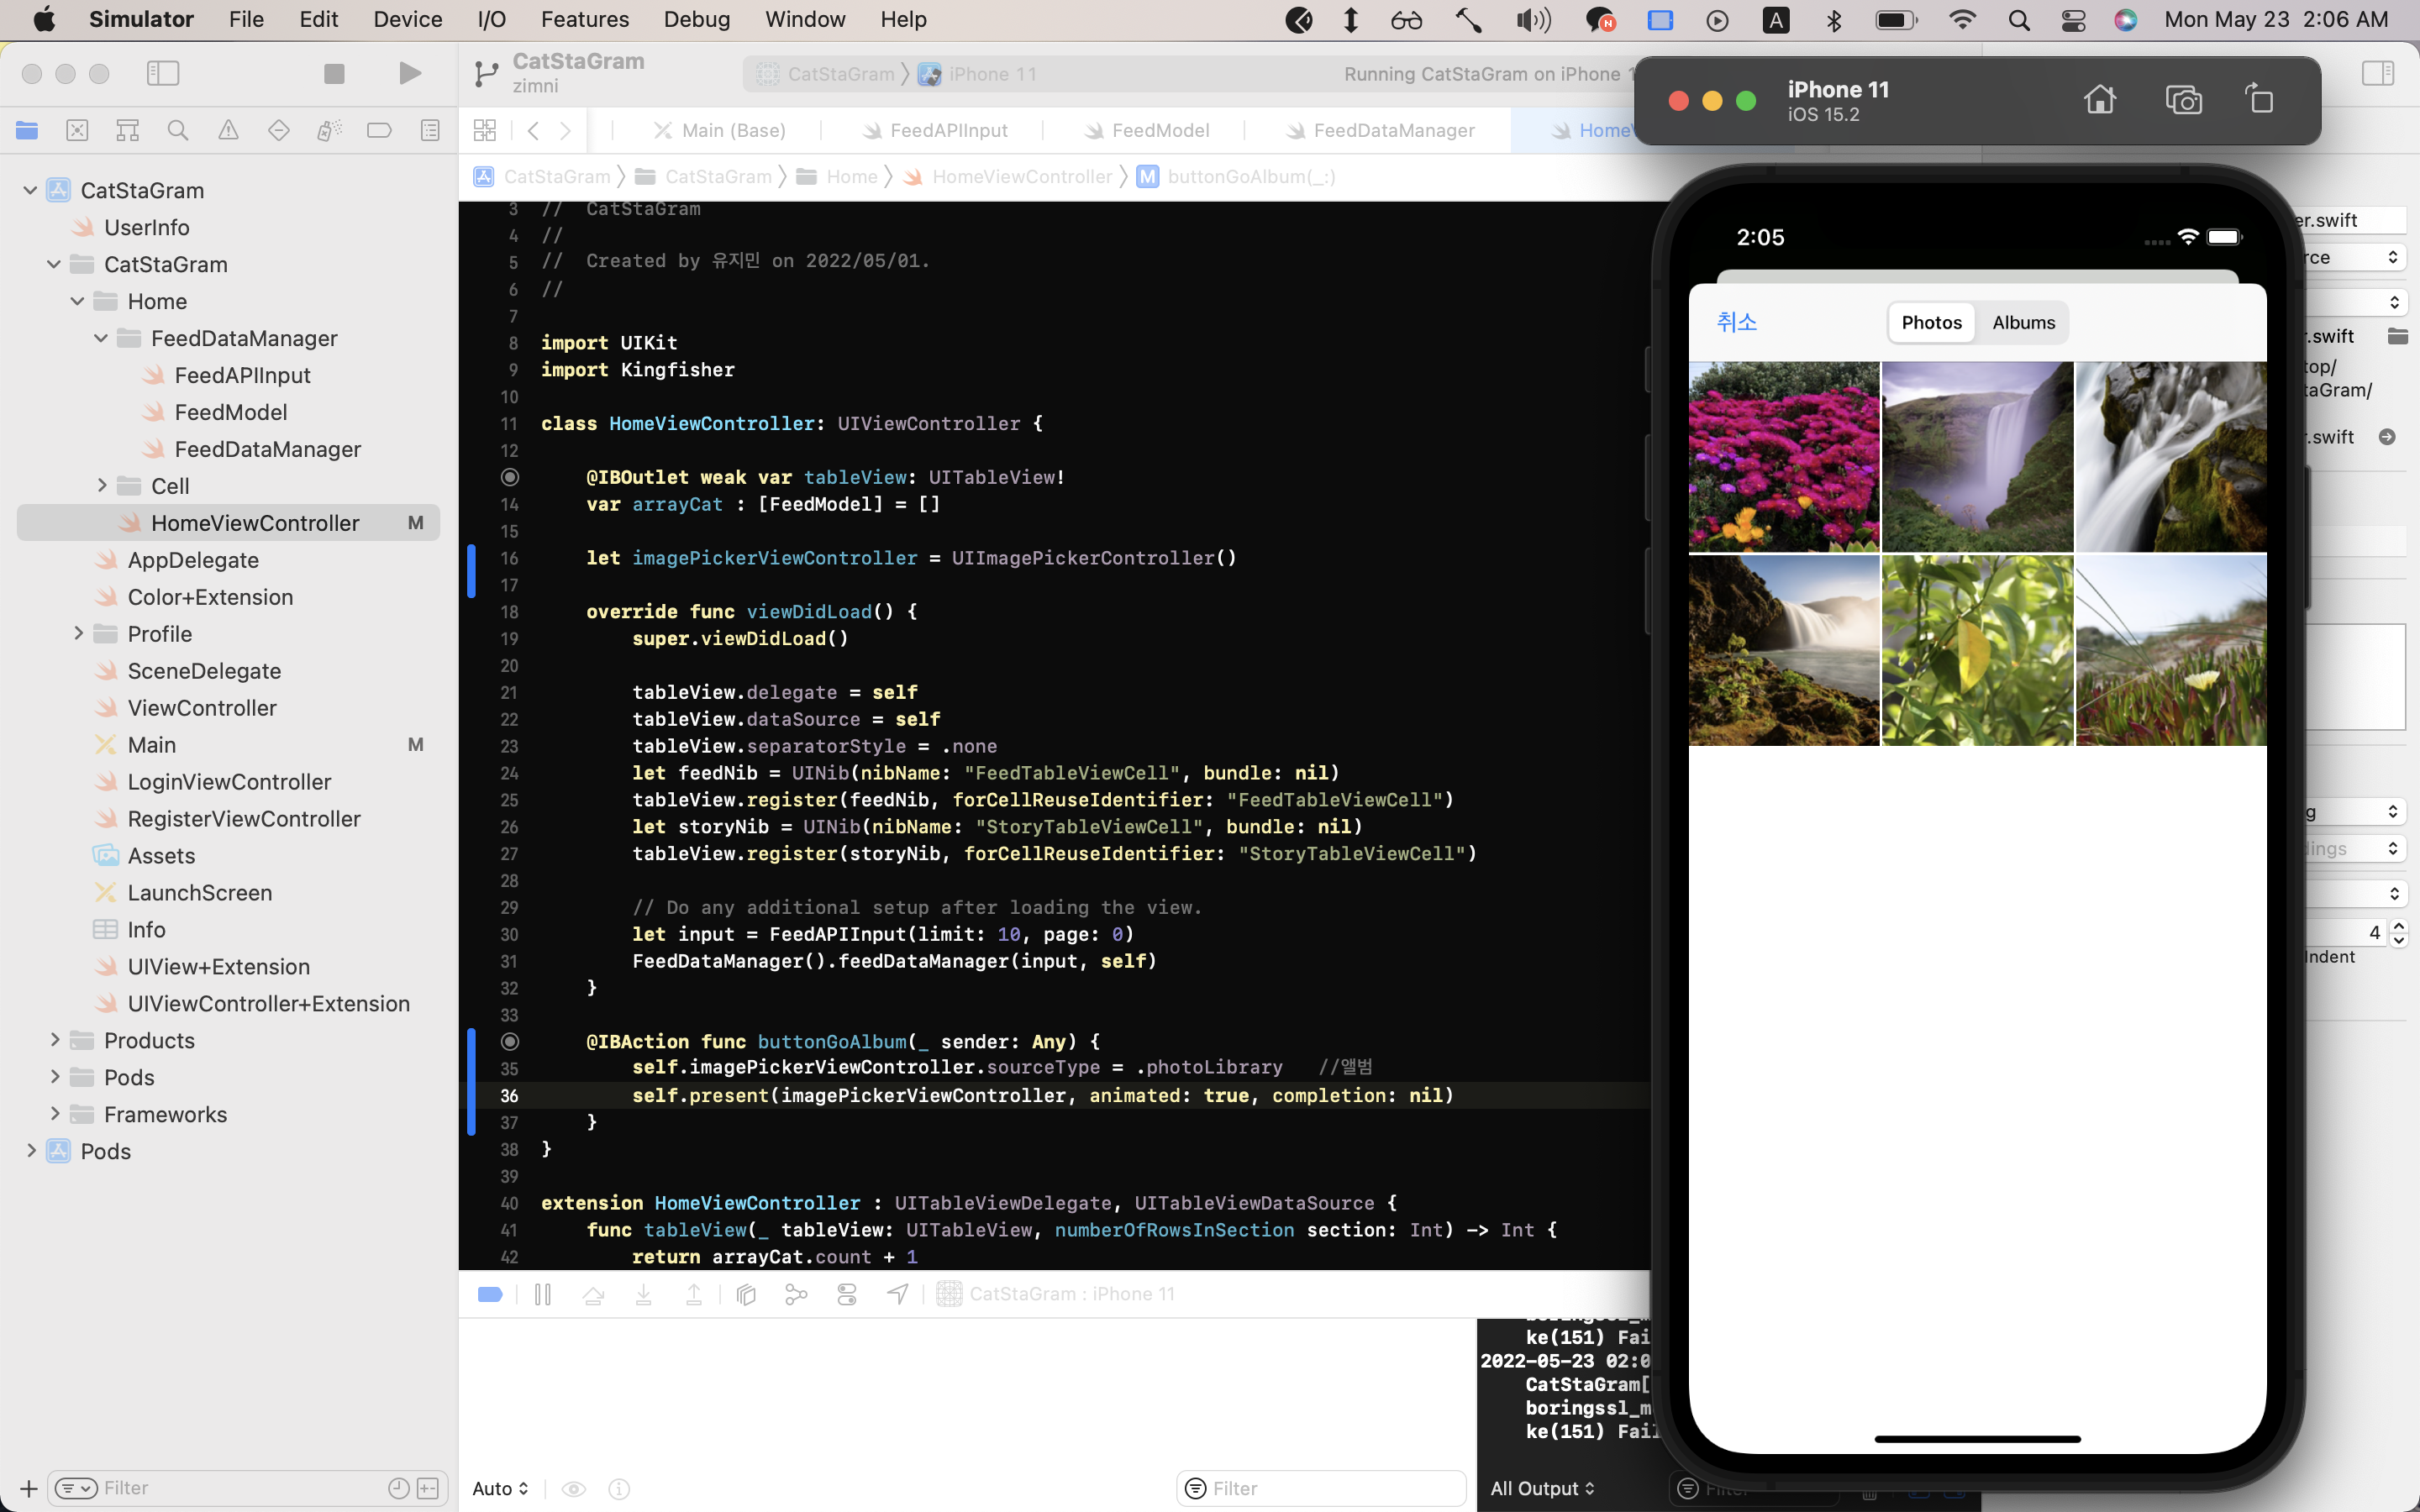 Simulator File Edit Device I/O Features Debug Window Help
A Mon May 23 2:06 AM
CatStaGram
zimni
CatStaGram iPhone 11
Running CatStaGram on iPhone
iPhone 11
iOS 15.2
Main (Base) FeedAPIInput FeedModel FeedDataManager
CatStaGram CatStaGram Home HomeViewController M buttonGoAlbum(_:)
CatStaGram
UserInfo
CatStaGram
Home
FeedDataManager
FeedAPIInput
FeedModel
FeedDataManager
Cell
HomeViewController M
AppDelegate
Color+Extension
Profile
SceneDelegate
ViewController
Main M
LoginViewController
RegisterViewController
Assets
LaunchScreen
Info
UIView+Extension
UIViewController+Extension
Products
Pods
Frameworks
Pods
Filter
3 // CatStaGram
4 //
5 // Created by 유지민 on 2022/05/01.
6 //
7
8 import UIKit
9 import Kingfisher
10
11 class HomeViewController: UIViewController {
12
@IBOutlet weak var tableView: UITableView!
14 var arrayCat : [FeedModel] = []
15
16 let imagePickerViewController = UIImagePickerController()
17
18 override func viewDidLoad() {
19 super.viewDidLoad()
20
21 tableView.delegate = self
22 tableView.dataSource = self
23 tableView.separatorStyle = .none
24 let feedNib = UINib(nibName: "FeedTableViewCell", bundle: nil)
25 tableView.register(feedNib, forCellReuseIdentifier: "FeedTableViewCell")
26 let storyNib = UINib(nibName: "StoryTableViewCell", bundle: nil)
27 tableView.register(storyNib, forCellReuseIdentifier: "StoryTableViewCell")
28
29 // Do any additional setup after loading the view.
30 let input = FeedAPIInput(limit: 10, page: 0)
31 FeedDataManager().feedDataManager(input, self)
32 }
33
@IBAction func buttonGoAlbum(_ sender: Any) {
35 self.imagePickerViewController.sourceType = .photoLibrary //앨범
36 self.present(imagePickerViewController, animated: true, completion: nil)
37 }
38 }
39
40 extension HomeViewController : UITableViewDelegate, UITableViewDataSource {
41 func tableView(_ tableView: UITableView, numberOfRowsInSection section: Int) -> Int {
42 return arrayCat.count + 1
CatStaGram : iPhone 11
ke(151) Fai
2022-05-23 02:0
CatStaGram[
boringssl_m
ke(151) Fai
Auto
Filter
All Output
2:05
취소 Photos Albums
er.swift
.swift
top/
taGram/
.swift
4
Indent